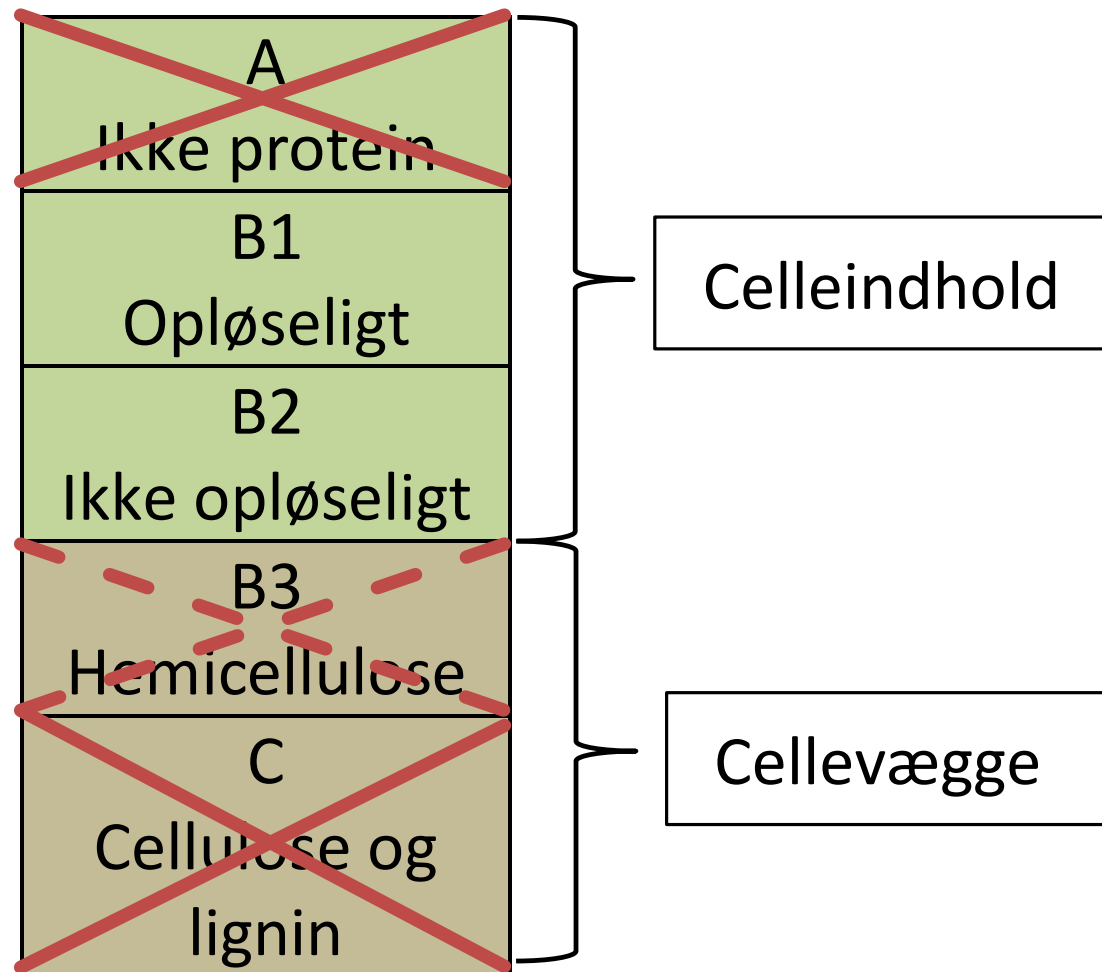 A
Ikke protein
B1
Opløseligt
B2
Ikke opløseligt
B3
Hemicellulose
C
Cellulose og
lignin
Celleindhold
Cellevægge